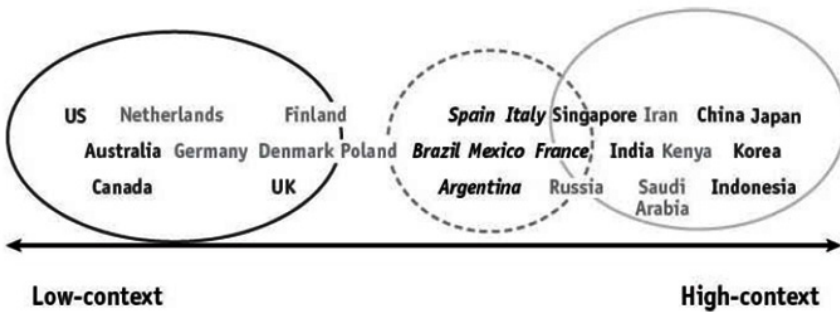 US Netherlands Finland Spain Italy Singapore Iran China Japan
Australia Germany Denmark Poland Brazil Mexico France India Kenya Korea
Canada UK Argentina Russia Saudi Arabia Indonesia
Low-context High-context